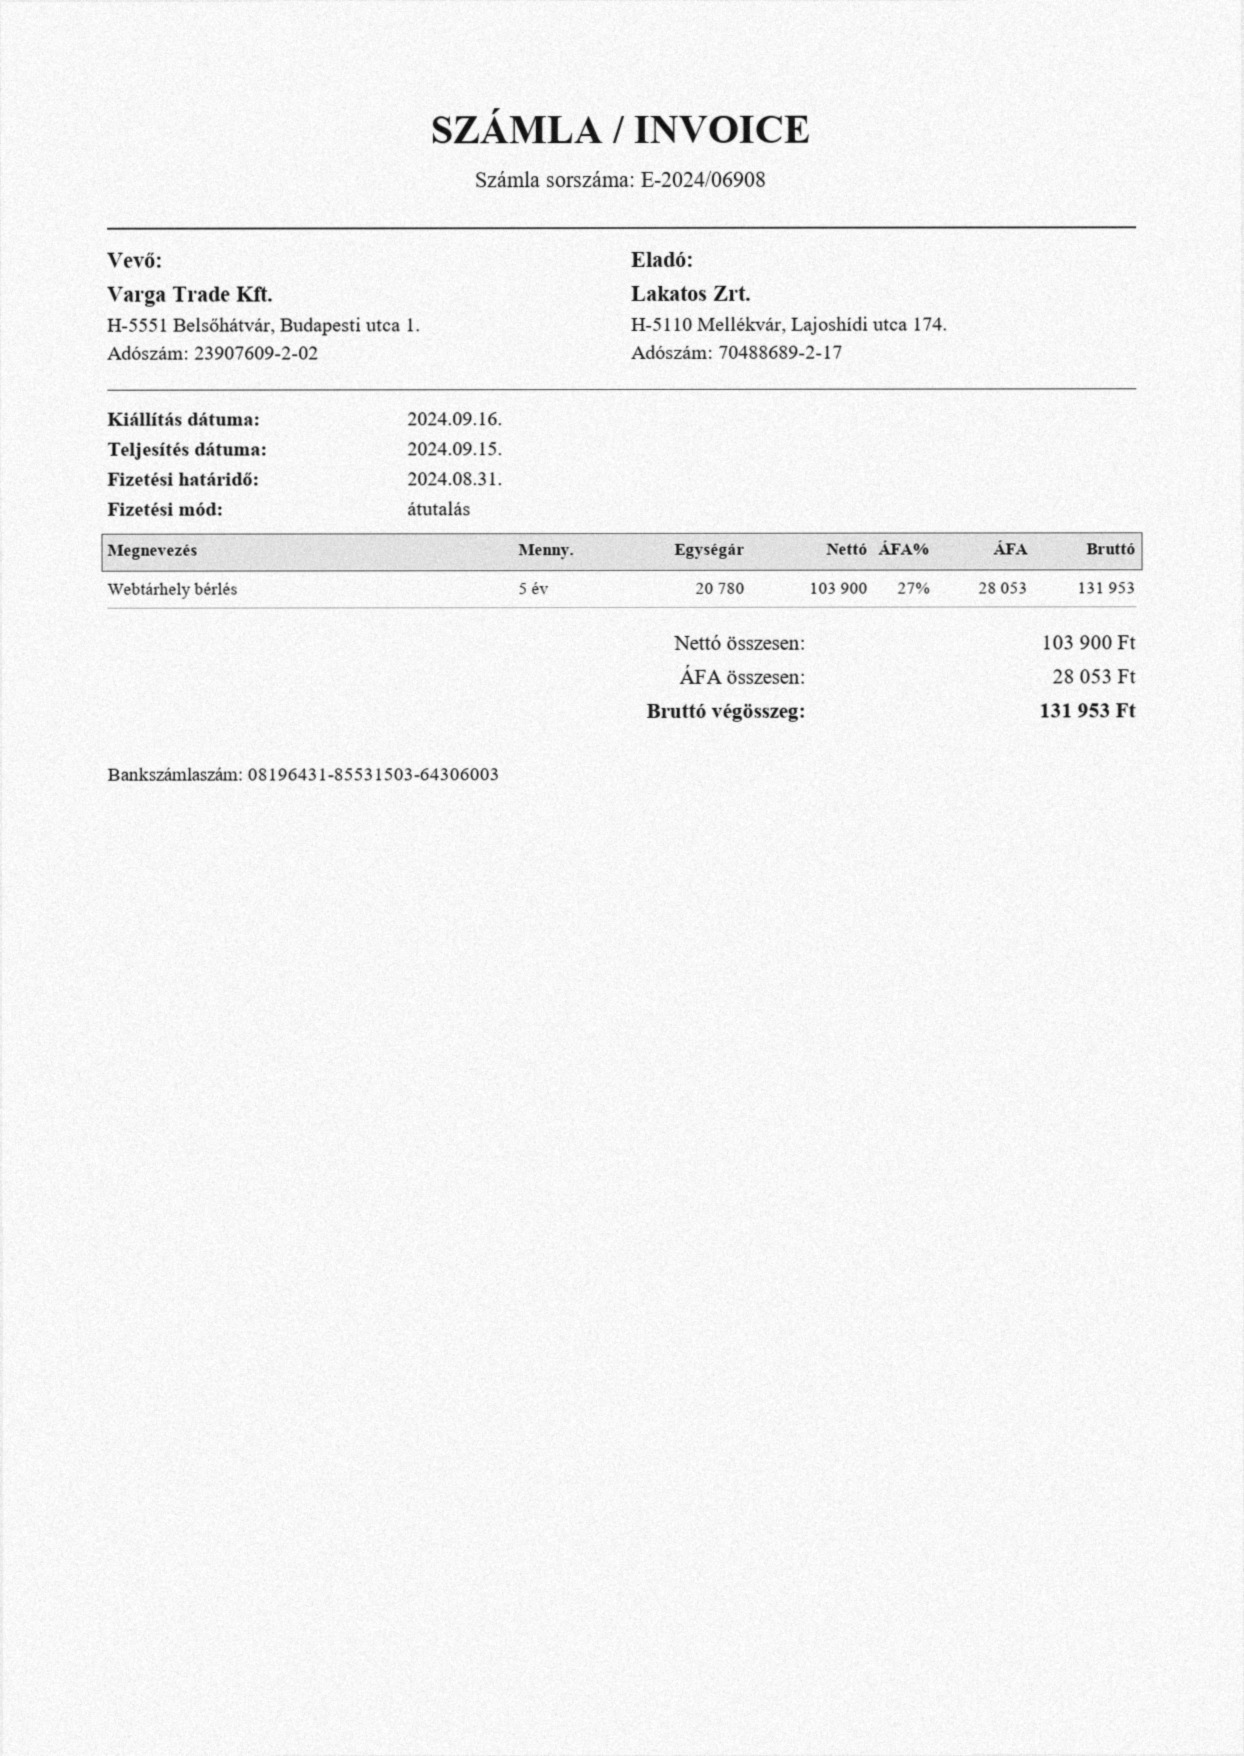 SZÁMLA / INVOICE
Számla sorszáma: E-2024/06908
Vevő:
Varga Trade Kft.
H-5551 Belsőhátvár, Budapesti utca 1.
Adószám: 23907609-2-02
Eladó:
Lakatos Zrt.
H-5110 Mellékvár, Lajoshídi utca 174.
Adószám: 70488689-2-17
Kiállítás dátuma: 2024.09.16.
Teljesítés dátuma: 2024.09.15.
Fizetési határidő: 2024.08.31.
Fizetési mód: átutalás
Megnevezés Menny. Egységár Nettó ÁFA% ÁFA Bruttó
Webtárhely bérlés 5 év 20 780 103 900 27% 28 053 131 953
Nettó összesen: 103 900 Ft
ÁFA összesen: 28 053 Ft
Bruttó végösszeg: 131 953 Ft
Bankszámlaszám: 08196431-85531503-64306003